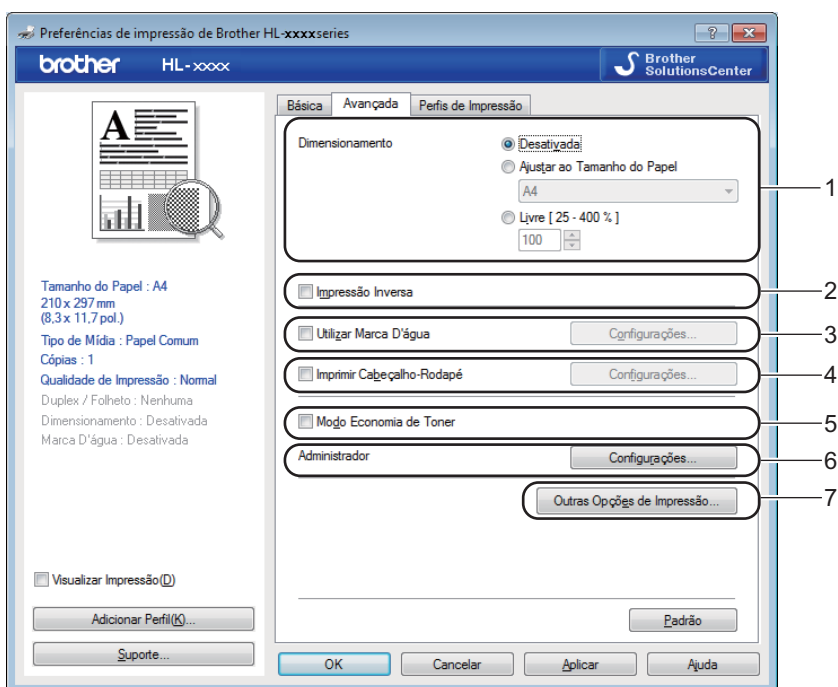 Preferências de impressão de Brother HL-xxxxseries
brother HL-xxxx
Brother
SolutionsCenter
Básica
Avançada
Perfis de Impressão
A
Dimensionamento
Desativada
Ajustar ao Tamanho do Papel
A4
Livre [ 25 - 400 % ]
100
1
Impressão Inversa
2
Utilizar Marca D'água
Configurações...
3
Imprimir Cabeçalho-Rodapé
Configurações...
4
Modo Economia de Toner
5
Administrador
Configurações...
6
Outras Opções de Impressão...
7
Tamanho do Papel : A4
210 x 297 mm
(8,3 x 11,7 pol.)
Tipo de Mídia : Papel Comum
Cópias : 1
Qualidade de Impressão : Normal
Duplex / Folheto : Nenhuma
Dimensionamento : Desativada
Marca D'água : Desativada
Visualizar Impressão(D)
Adicionar Perfil(K)...
Suporte...
Padrão
OK
Cancelar
Aplicar
Ajuda